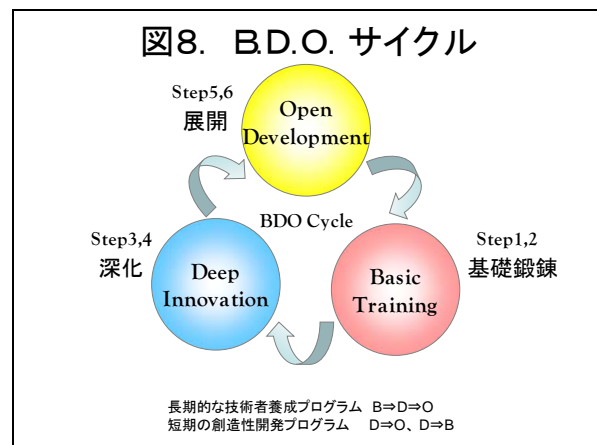 図8. B.D.O. サイクル
Step5,6
展開
Open
Development
BDO Cycle
Step3,4
深化
Deep
Innovation
Step1,2
基礎鍛錬
Basic
Training
長期的な技術者養成プログラム B⇒D⇒O
短期の創造性開発プログラム D⇒O、D⇒B